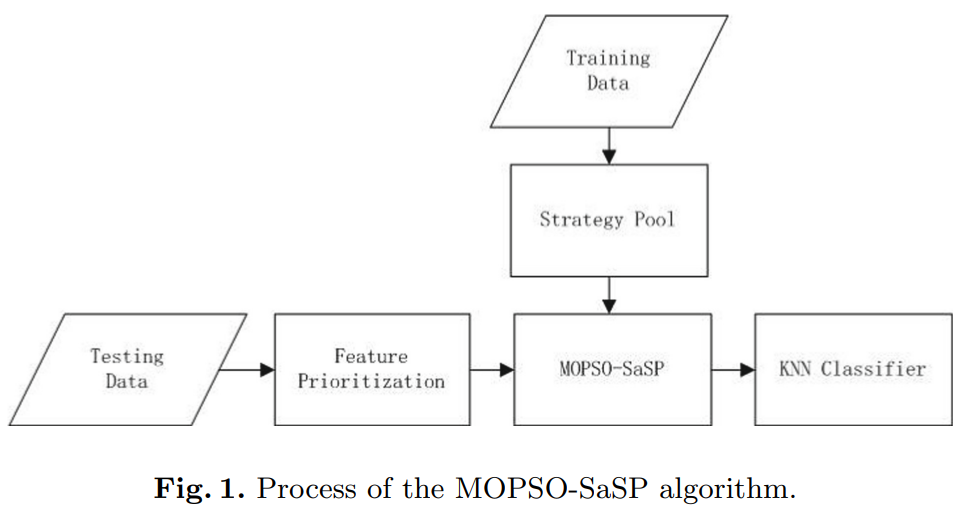 Training
Data
Strategy Pool
Testing
Data
Feature
Prioritization
MOPSO-SaSP
KNN Classifier
Fig. 1. Process of the MOPSO-SaSP algorithm.